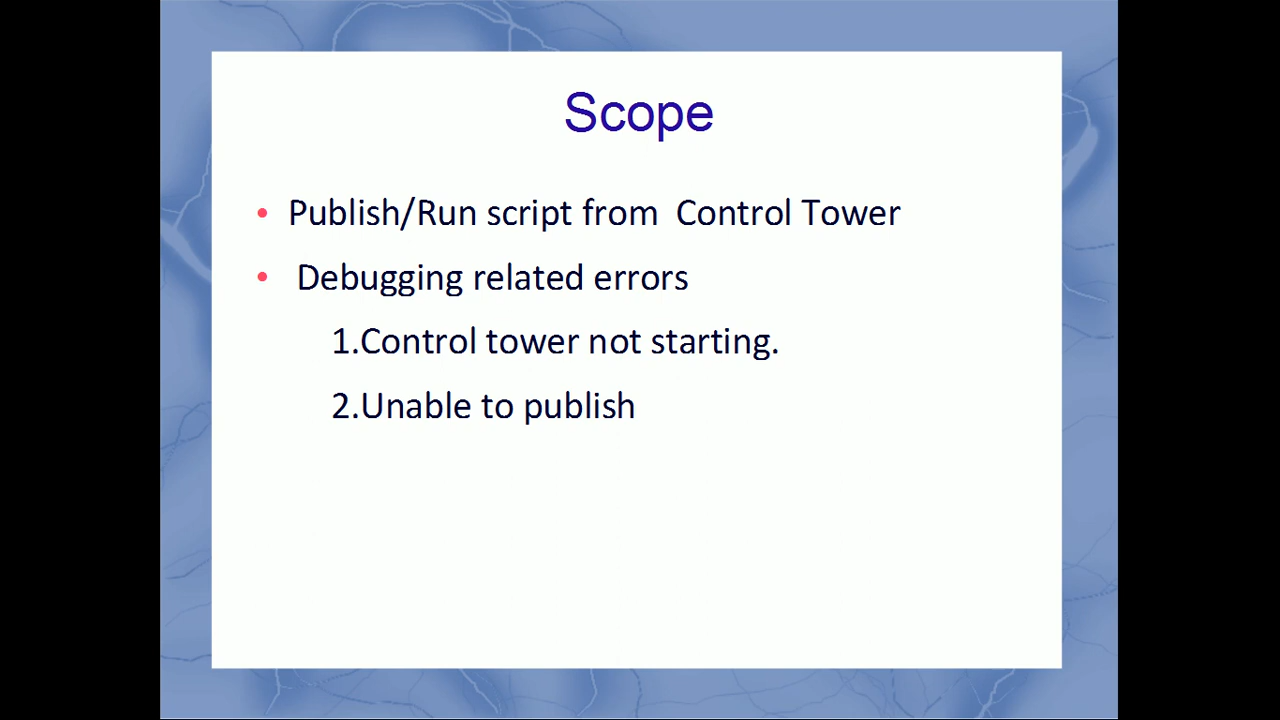 Scope
• Publish/Run script from  Control Tower
• Debugging related errors
1.Control tower not starting.
2.Unable to publish